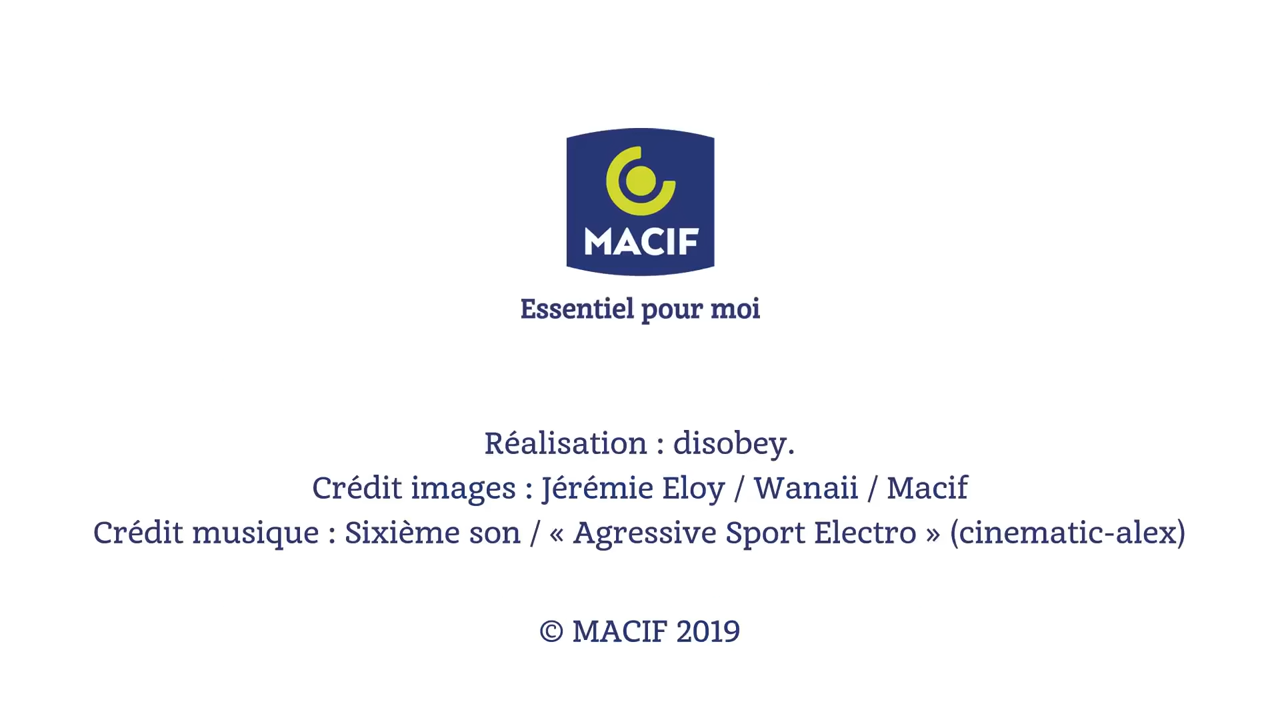 MACIF
Essentiel pour moi
Réalisation : disobey.
Crédit images : Jérémie Eloy / Wanaii / Macif
Crédit musique : Sixième son / « Agressive Sport Electro » (cinematic-alex)
© MACIF 2019